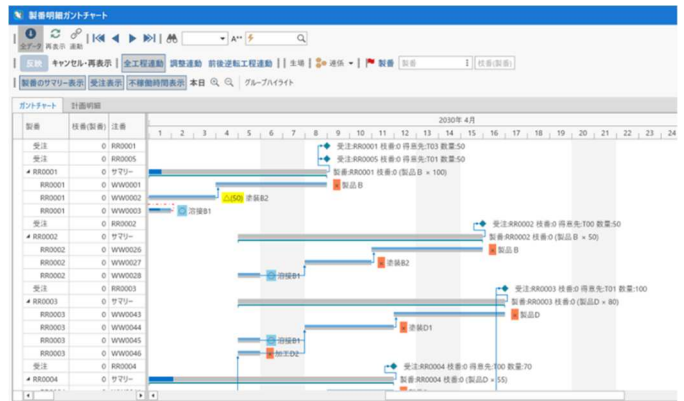 製番明細ガントチャート
全データ 再表示 連動
A**
反映 キャンセル・再表示 全工程連動 調整連動 前後逆転工程連動 主場 連係 製番 製番 枝番(製番)
製番のサマリー表示 受注表示 不稼働時間表示 本日 グループハイライト
ガントチャート 計画明細
製番 枝番(製番) 注番 2030年 4月
1 2 3 4 5 6 7 8 9 10 11 12 13 14 15 16 17 18 19 20 21 22 23 24
受注 0 RR0001 受注:RR0001 枝番:0 得意先:T03 数量:50
受注 0 RR0005 受注:RR0005 枝番:0 得意先:T01 数量:50
RR0001 0 サマリー 製番:RR0001 枝番:0 (製品B × 100)
RR0001 0 WW0001 製品B
RR0001 0 WW0002 △(50) 塗装B2
RR0001 0 WW0003 溶接B1
受注 0 RR0002 受注:RR0002 枝番:0 得意先:T00 数量:50
RR0002 0 サマリー 製番:RR0002 枝番:0 (製品B × 50)
RR0002 0 WW0026 製品B
RR0002 0 WW0027 塗装B2
RR0002 0 WW0028 溶接B1
受注 0 RR0003 受注:RR0003 枝番:0 得意先:T01 数量:100
RR0003 0 サマリー 製番:RR0003 枝番:0 (製品D × 80)
RR0003 0 WW0043 製品D
RR0003 0 WW0044 塗装D1
RR0003 0 WW0045 溶接B1
RR0003 0 WW0046 加工D2
受注 0 RR0004 受注:RR0004 枝番:0 得意先:T00 数量:70
RR0004 0 サマリー 製番:RR0004 枝番:0 (製品D × 55)